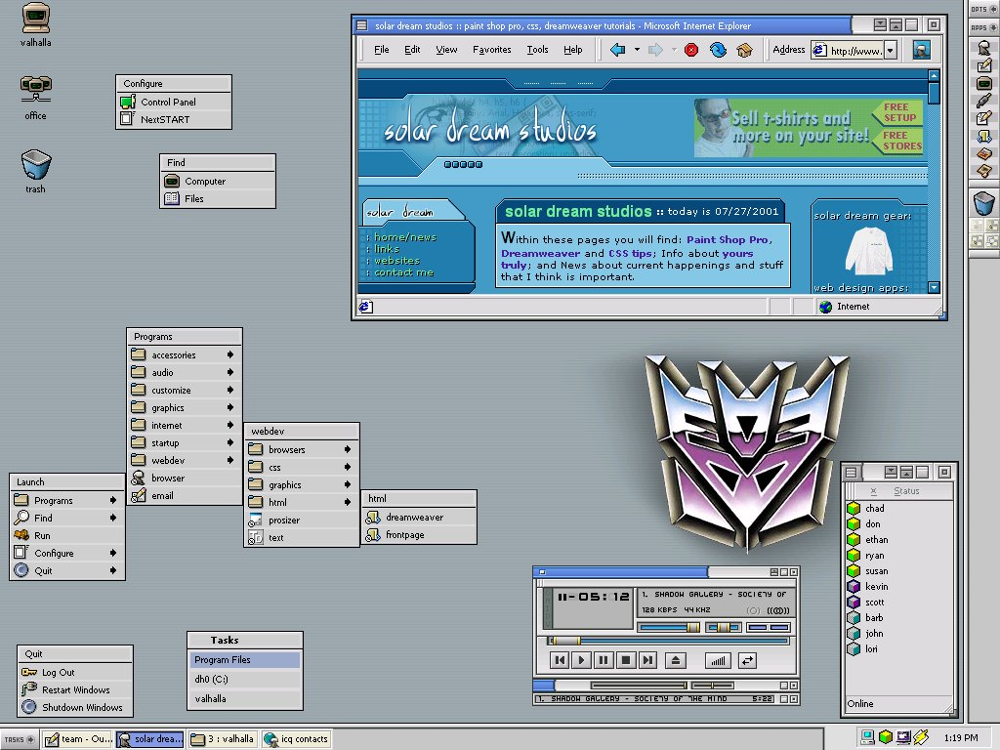 valhalla
office
trash
Configure
Control Panel
NextSTART
Find
Computer
Files
solar dream studios :: paint shop pro, css, dreamweaver tutorials - Microsoft Internet Explorer
File Edit View Favorites Tools Help
Address http://www.
solar dream studios
Sell t-shirts and
more on your site!
FREE
SETUP
FREE
STORES
solar dream
: home/news
: links
: websites
: contact me
solar dream studios :: today is 07/27/2001
Within these pages you will find: Paint Shop Pro,
Dreamweaver and CSS tips; Info about yours
truly; and News about current happenings and stuff
that I think is important.
solar dream gear:
web design apps:
Internet
OPTS
APPS
Programs
accessories
audio
customize
graphics
internet
startup
webdev
browser
email
webdev
browsers
css
graphics
html
prosizer
text
html
dreamweaver
frontpage
Launch
Programs
Find
Run
Configure
Quit
Quit
Log Out
Restart Windows
Shutdown Windows
Tasks
Program Files
dh0 (C:)
valhalla
-05:12
1. SHADOW GALLERY - SOCIETY OF
128 KBPS 44 KHZ
1. SHADOW GALLERY - SOCIETY OF THE MIND 5:22
Status
chad
don
ethan
ryan
susan
kevin
scott
barb
john
lori
Online
TASKS
team - Ou...
solar drea...
3 : valhalla
icq contacts
1:19 PM